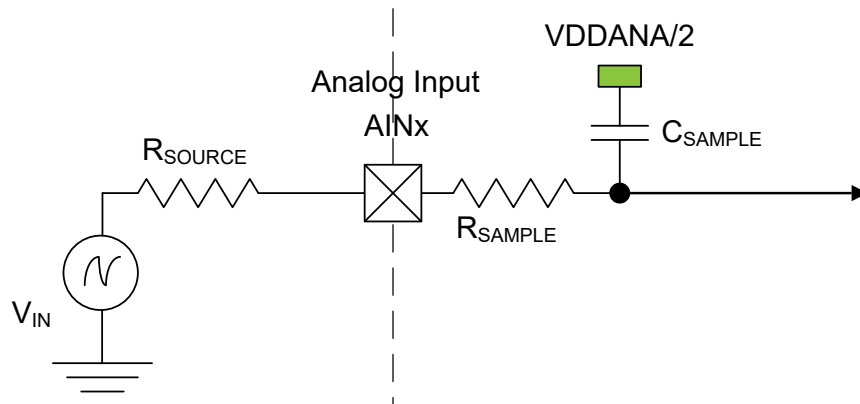 VDDANA/2
Analog Input
AINx
CSAMPLE
RSOURCE
RSAMPLE
VIN